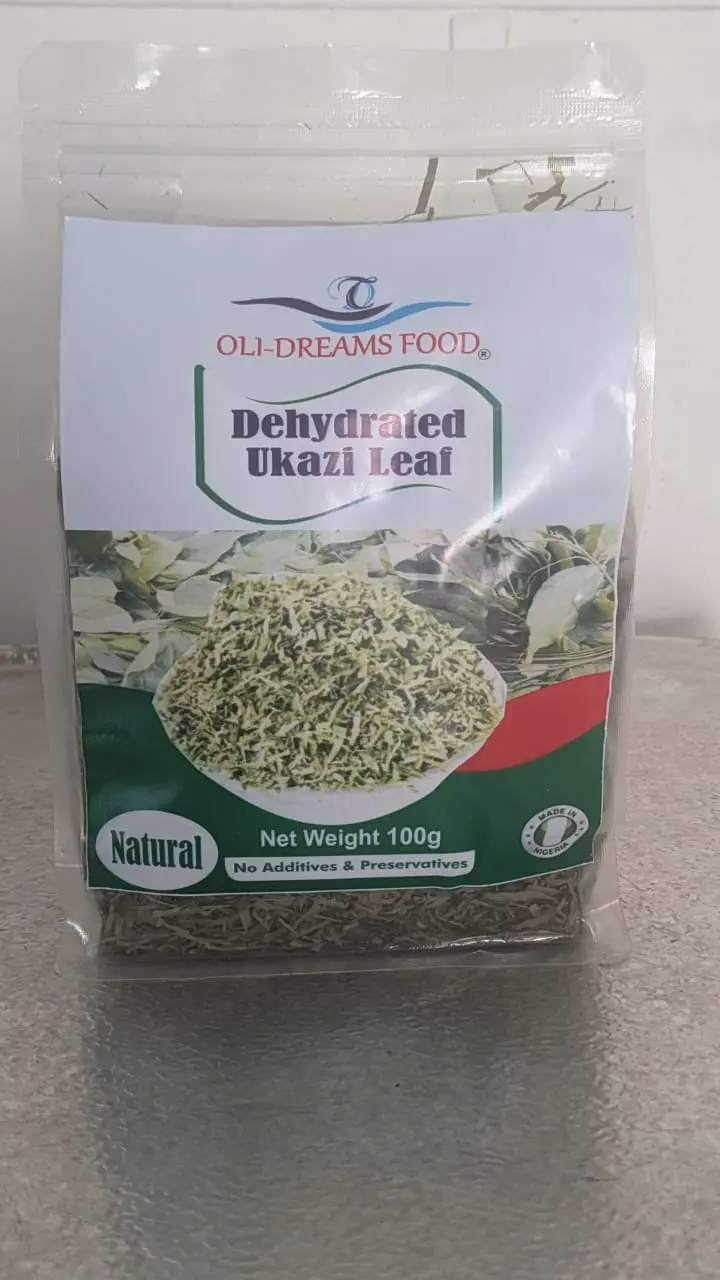 OLI-DREAMS FOOD®
Dehydrated
Ukazi Leaf
Natural
Net Weight 100g
No Additives & Preservatives
MADE IN
NIGERIA